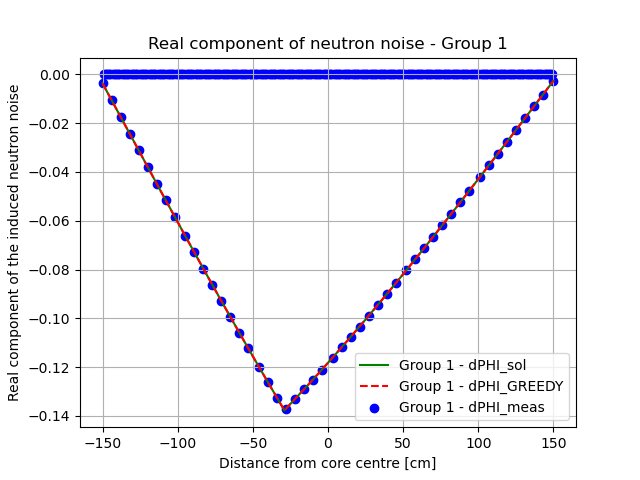 Real component of neutron noise - Group 1
Real component of the induced neutron noise
0.00
−0.02
−0.04
−0.06
−0.08
−0.10
−0.12
−0.14
Group 1 - dPHI_sol
Group 1 - dPHI_GREEDY
Group 1 - dPHI_meas
−150
−100
−50
0
50
100
150
Distance from core centre [cm]